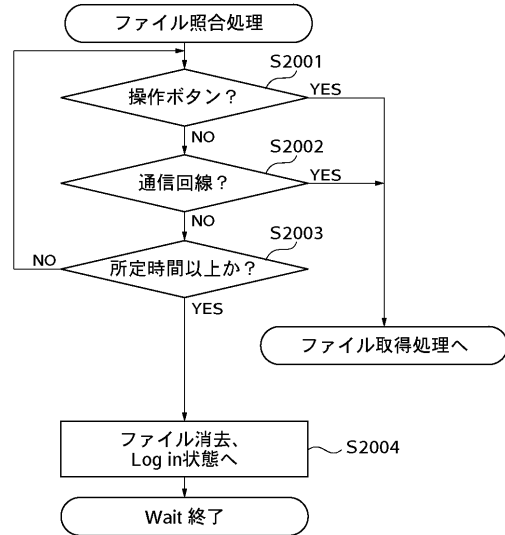 ファイル照合処理
S2001
操作ボタン？
YES
NO
S2002
通信回線？
YES
NO
S2003
所定時間以上か？
NO
YES
ファイル取得処理へ
ファイル消去、
Log in状態へ
S2004
Wait 終了